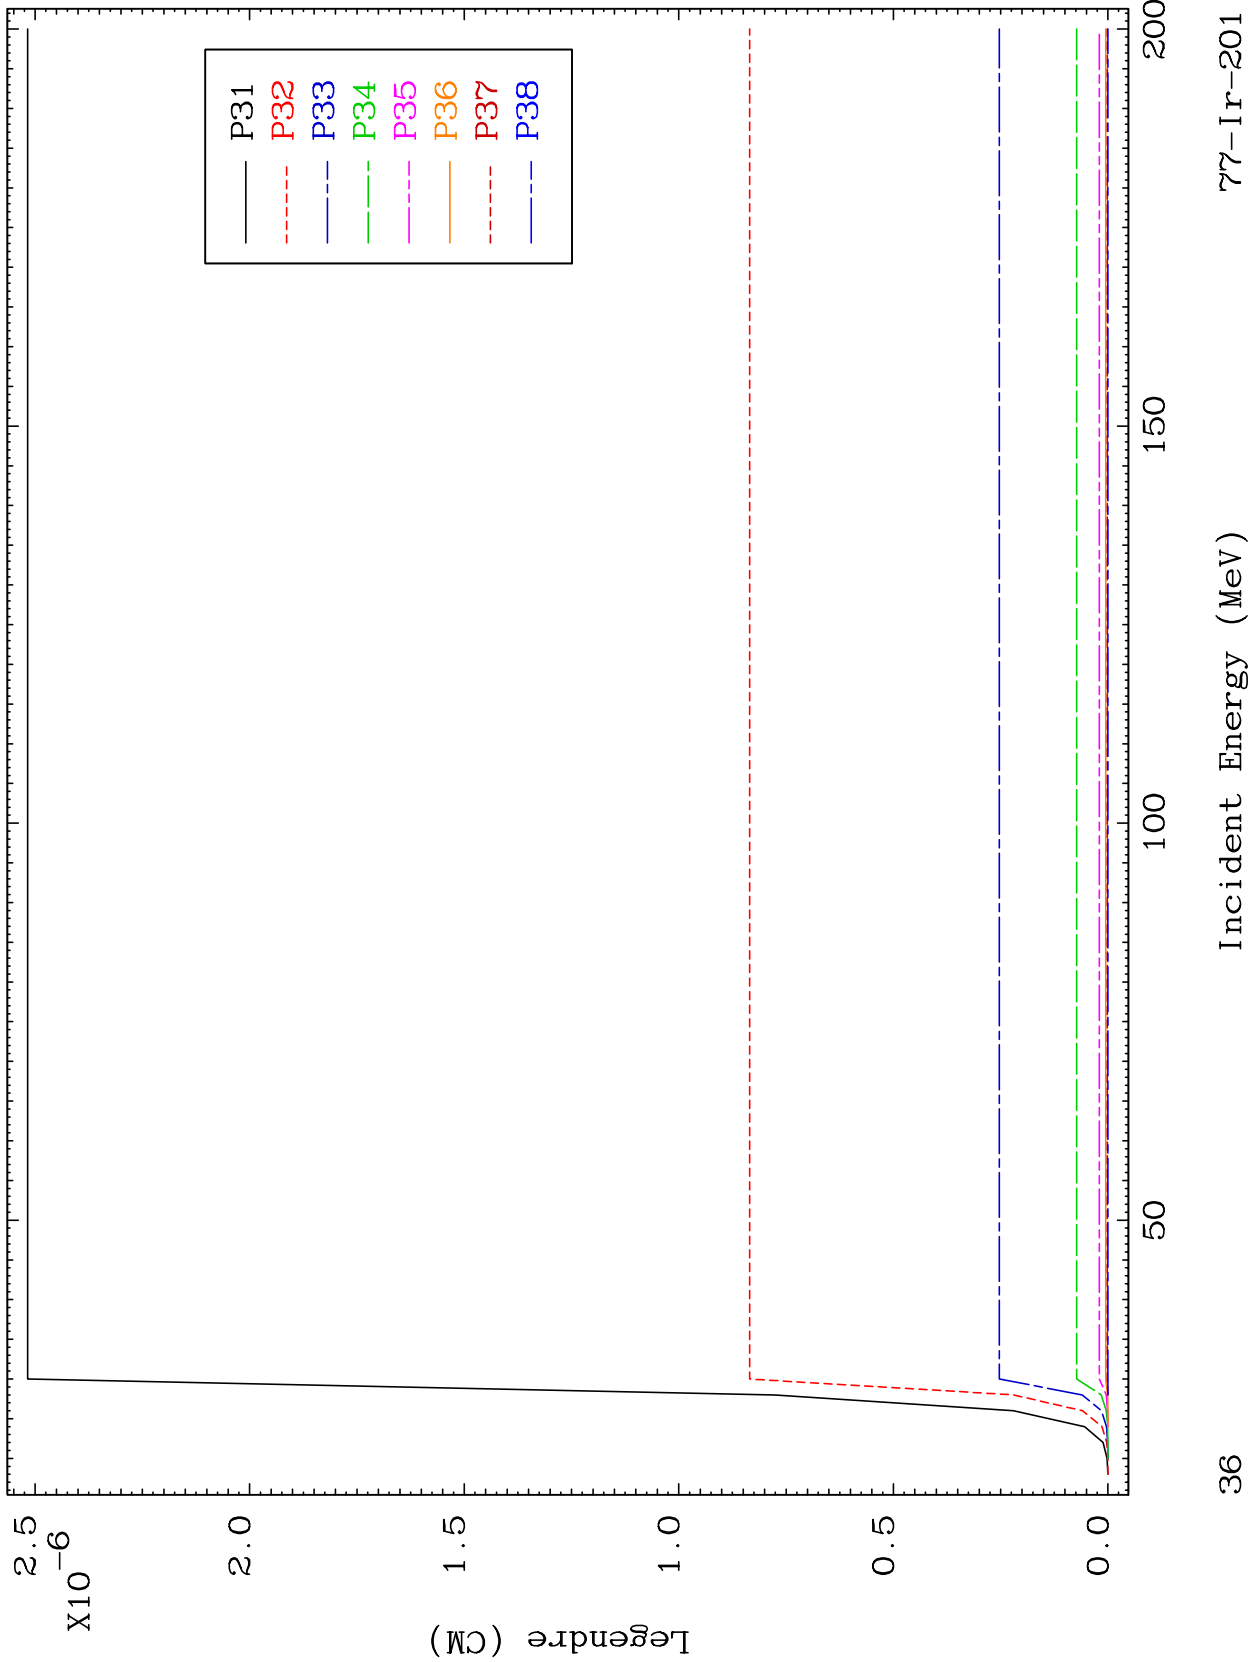 2.5
X10-6
2.0
1.5
1.0
0.5
0.0
Legendre (CM)
P31
P32
P33
P34
P35
P36
P37
P38
50
100
150
200
36
Incident Energy (MeV)
77-Ir-201